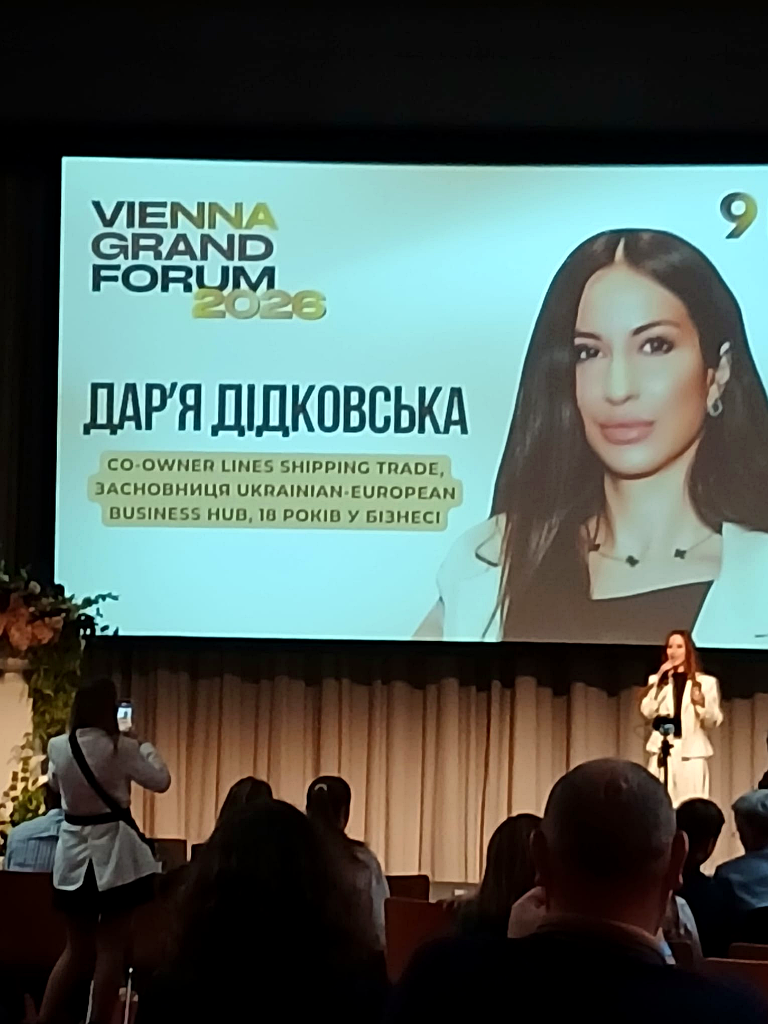 VIENNA
GRAND
FORUM
2026
9
ДАР’Я ДІДКОВСЬКА
CO-OWNER LINES SHIPPING TRADE,
ЗАСНОВНИЦЯ UKRAINIAN-EUROPEAN
BUSINESS HUB, 18 РОКІВ У БІЗНЕСІ